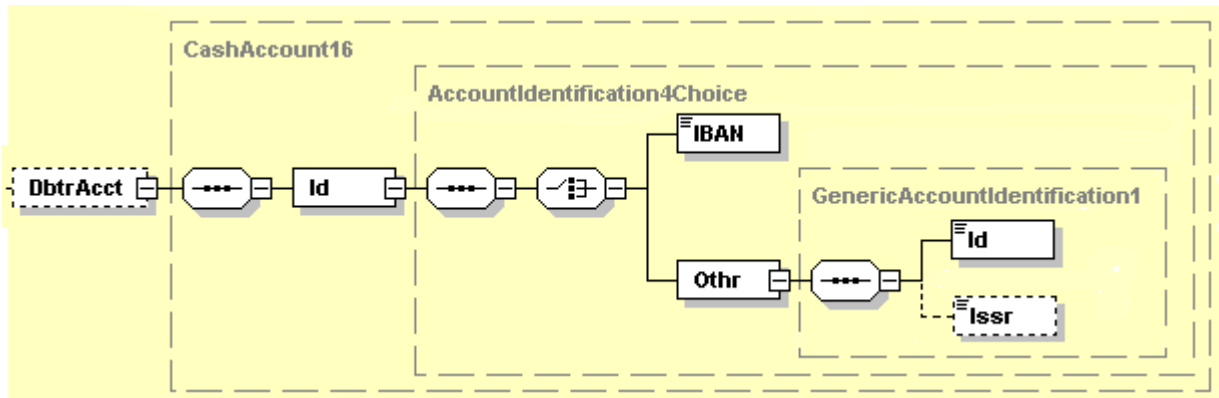 CashAccount16
AccountIdentification4Choice
IBAN
DbtrAcct
Id
GenericAccountIdentification1
Id
Othr
Issr